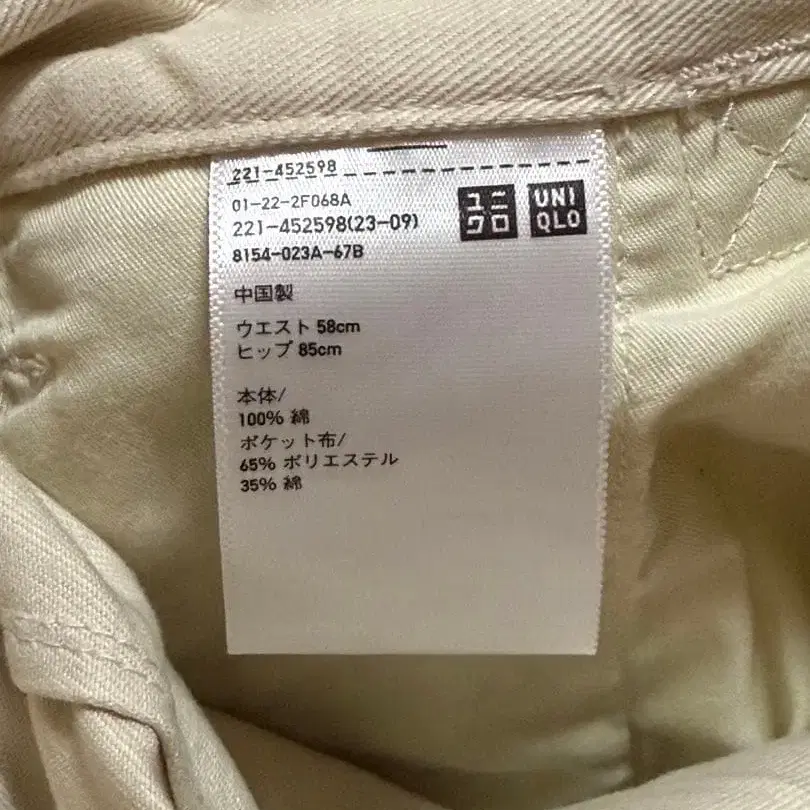 221-452598
01-22-2F068A
221-452598(23-09)
8154-023A-67B
ユニ
クロ
UNI
QLO
中国製
ウエスト 58cm
ヒップ 85cm
本体/
100% 綿
ポケット布/
65% ポリエステル
35% 綿